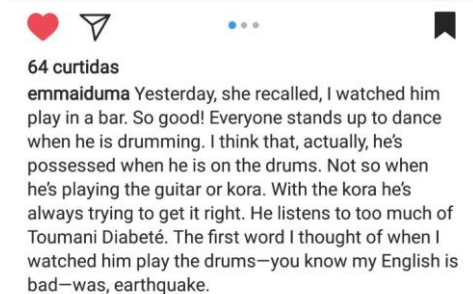 64 curtidas
emmaiduma Yesterday, she recalled, I watched him
play in a bar. So good! Everyone stands up to dance
when he is drumming. I think that, actually, he’s
possessed when he is on the drums. Not so when
he’s playing the guitar or kora. With the kora he’s
always trying to get it right. He listens to too much of
Toumani Diabeté. The first word I thought of when I
watched him play the drums—you know my English is
bad—was, earthquake.